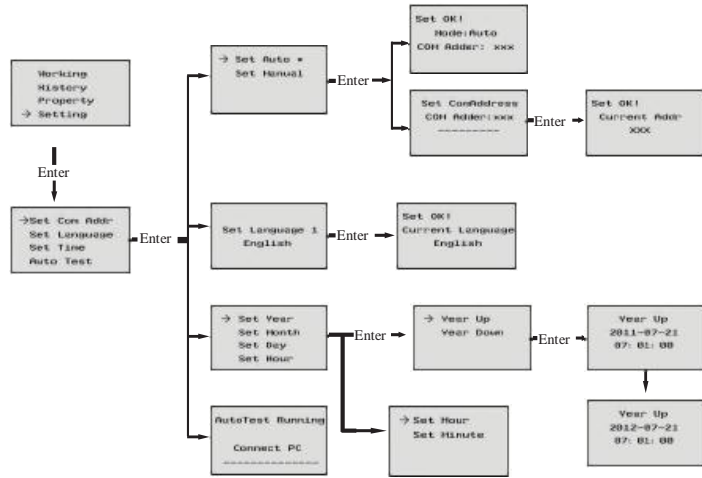 Working
History
Property
→ Setting
Enter
→Set Com Addr
Set Language
Set Time
Auto Test
Enter
→ Set Auto *
Set Manual
Enter
Set OK!
Mode:Auto
COM Adder: xxx
Set ComAddress
COM Adder:xxx
---------
Enter
Set OK!
Current Addr
xxx
Set Language 1
English
Enter
Set OK!
Current Language
English
→ Set Year
Set Month
Set Day
Set Hour
Enter
→ Year Up
Year Down
Enter
Year Up
2011-07-21
07: 01: 00
Year Up
2012-07-21
07: 01: 00
→ Set Hour
Set Minute
AutoTest Running
Connect PC
--------------